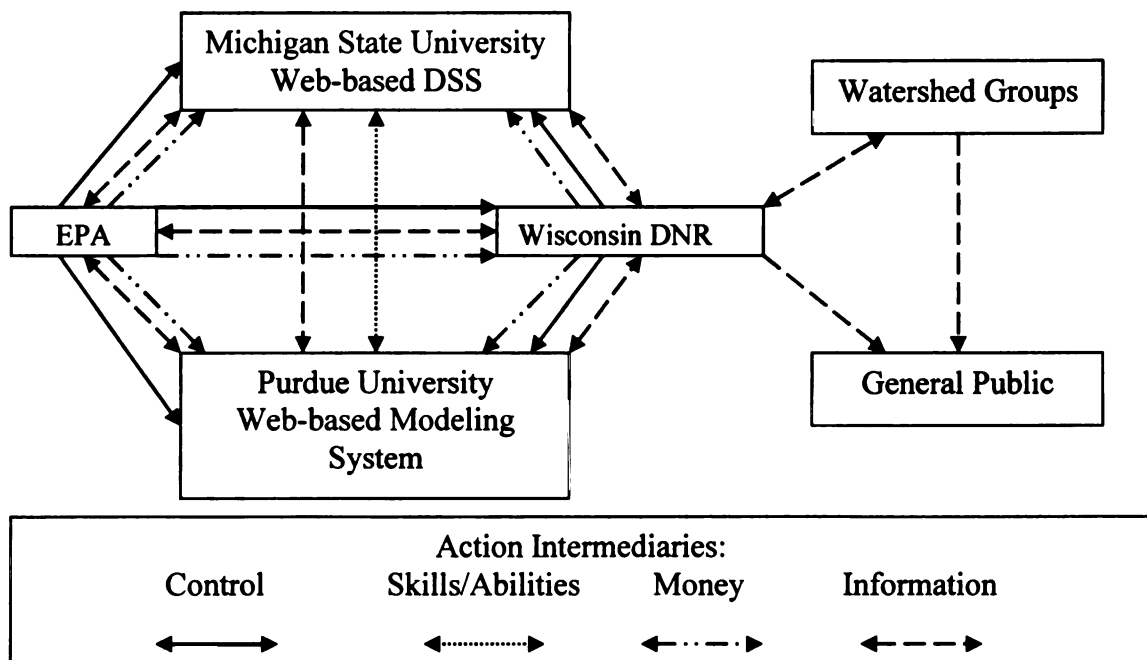 Michigan State University
Web-based DSS
Watershed Groups
EPA
Wisconsin DNR
Purdue University
Web-based Modeling
System
General Public
Action Intermediaries:
Control Skills/Abilities Money Information